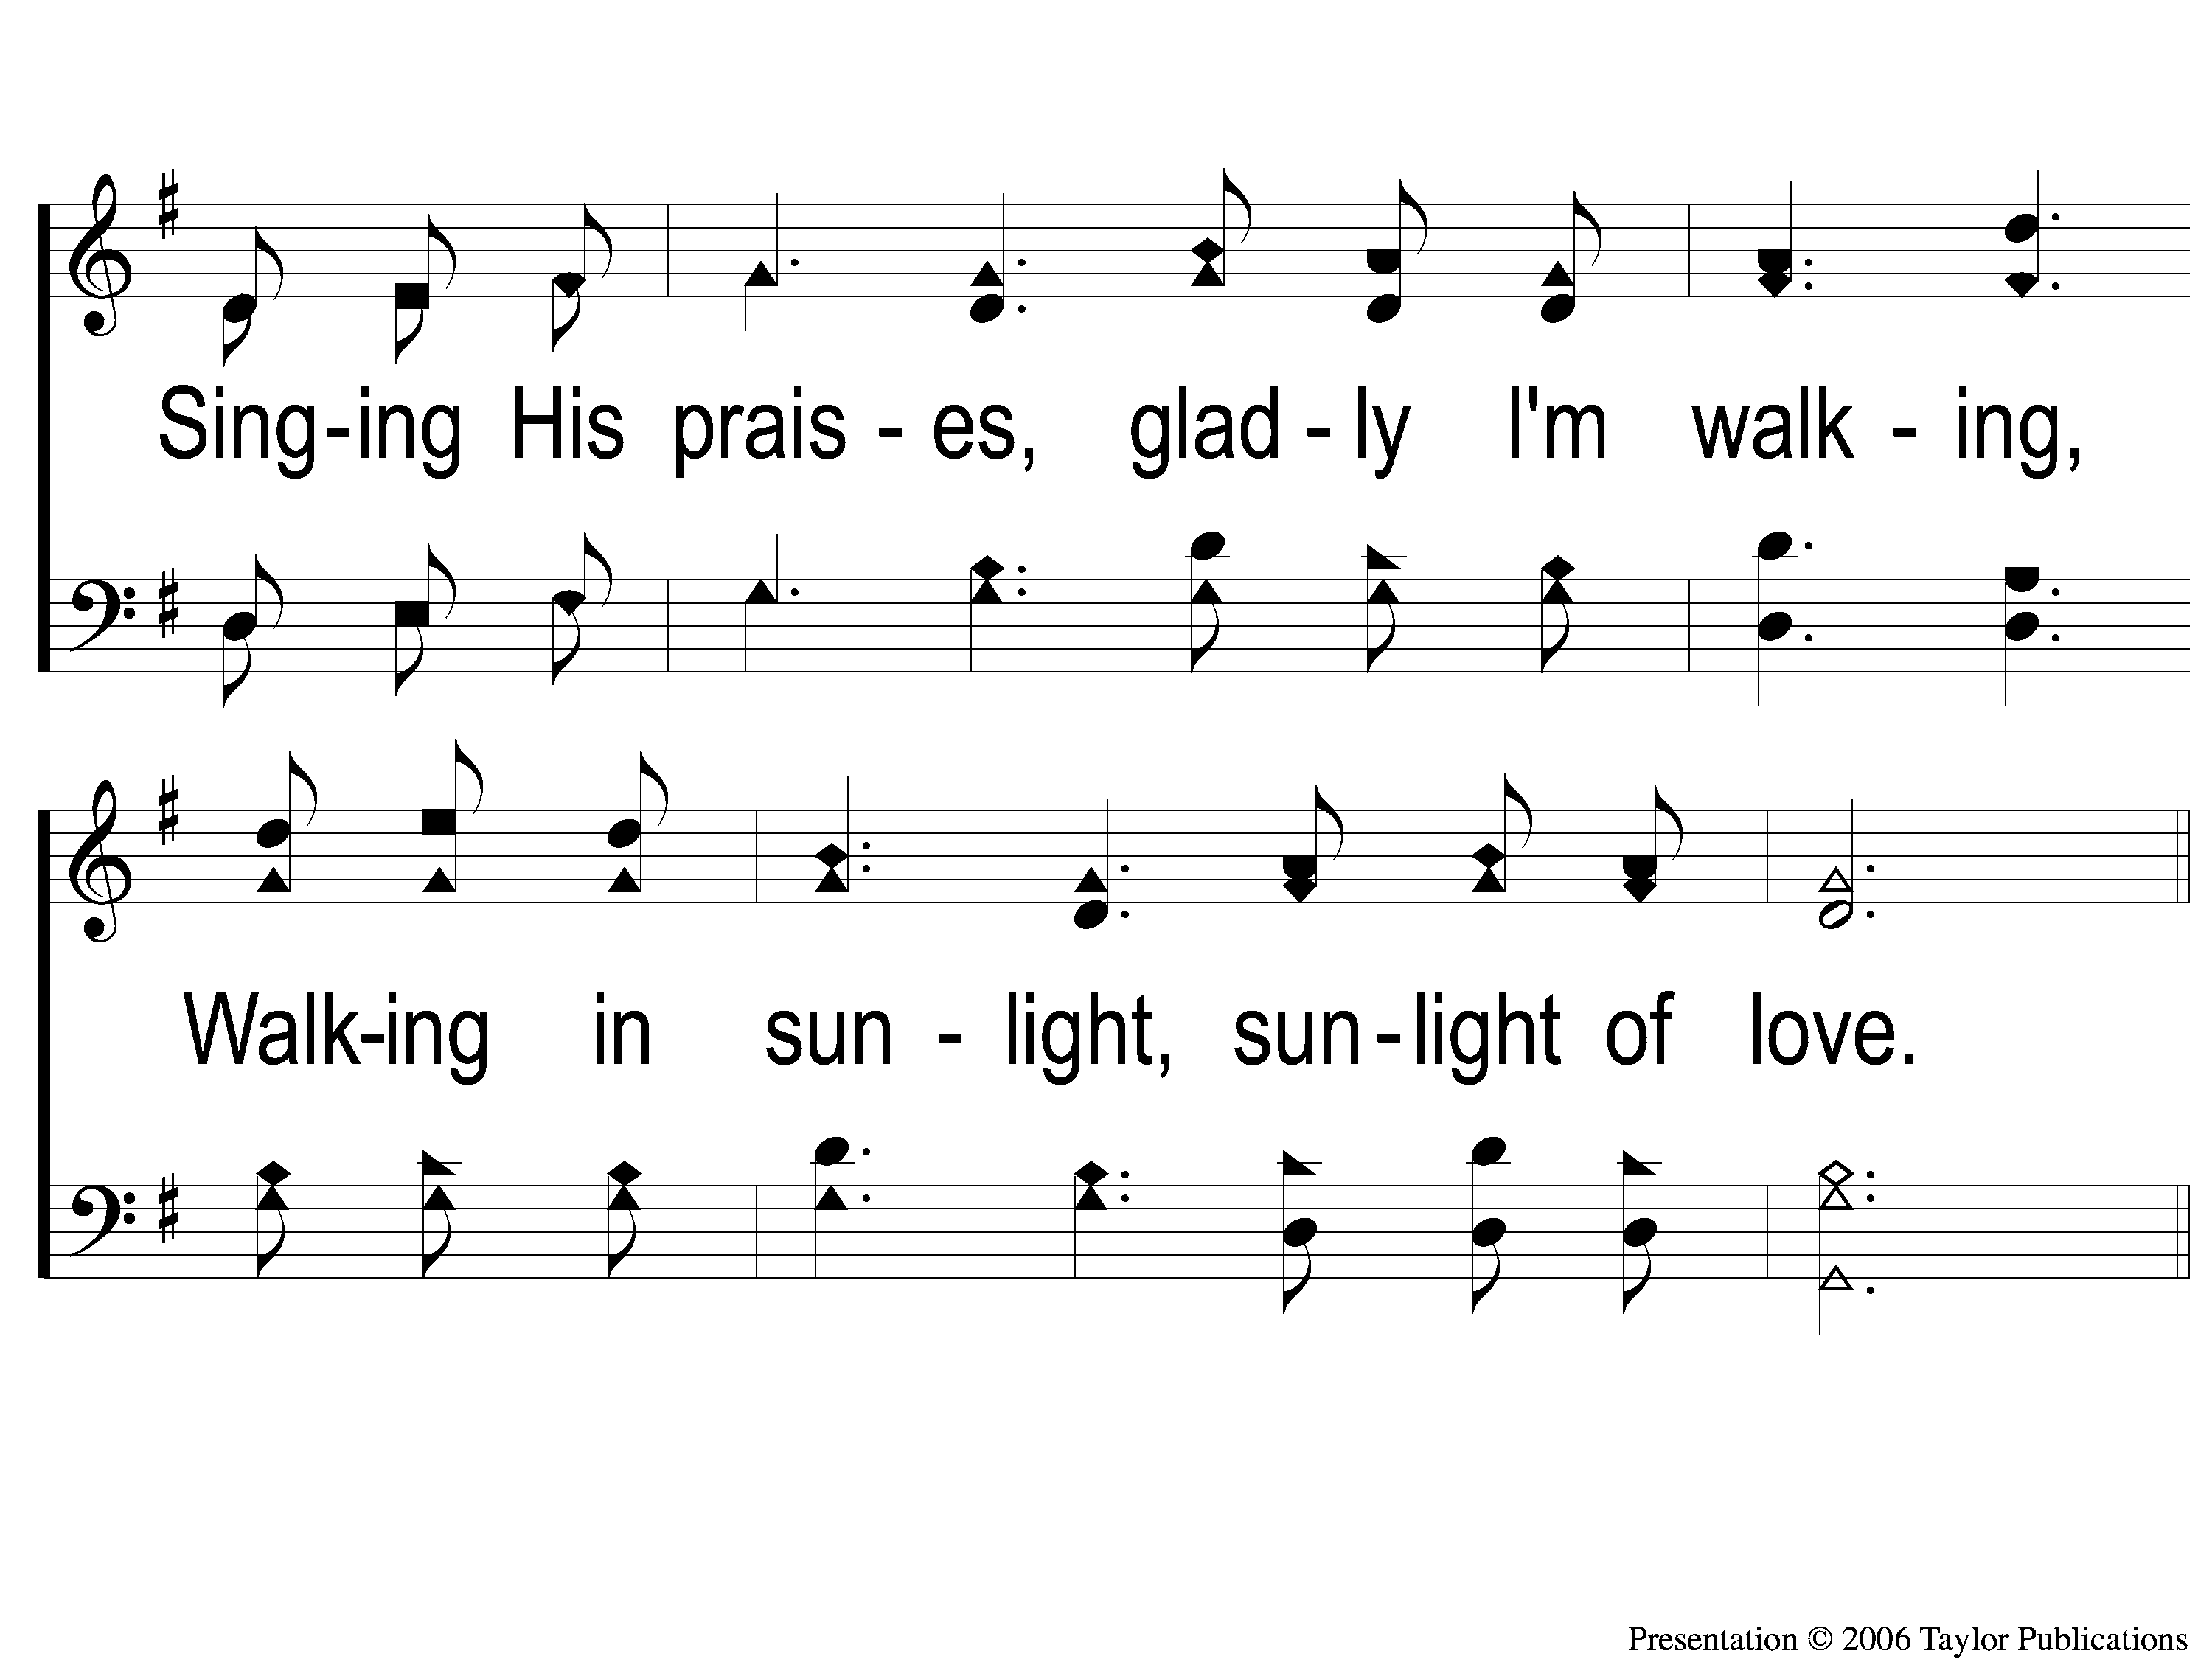 Sing-ing His prais - es, glad - ly I'm walk - ing,
Walk-ing in sun - light, sun-light of love.
Presentation © 2006 Taylor Publications